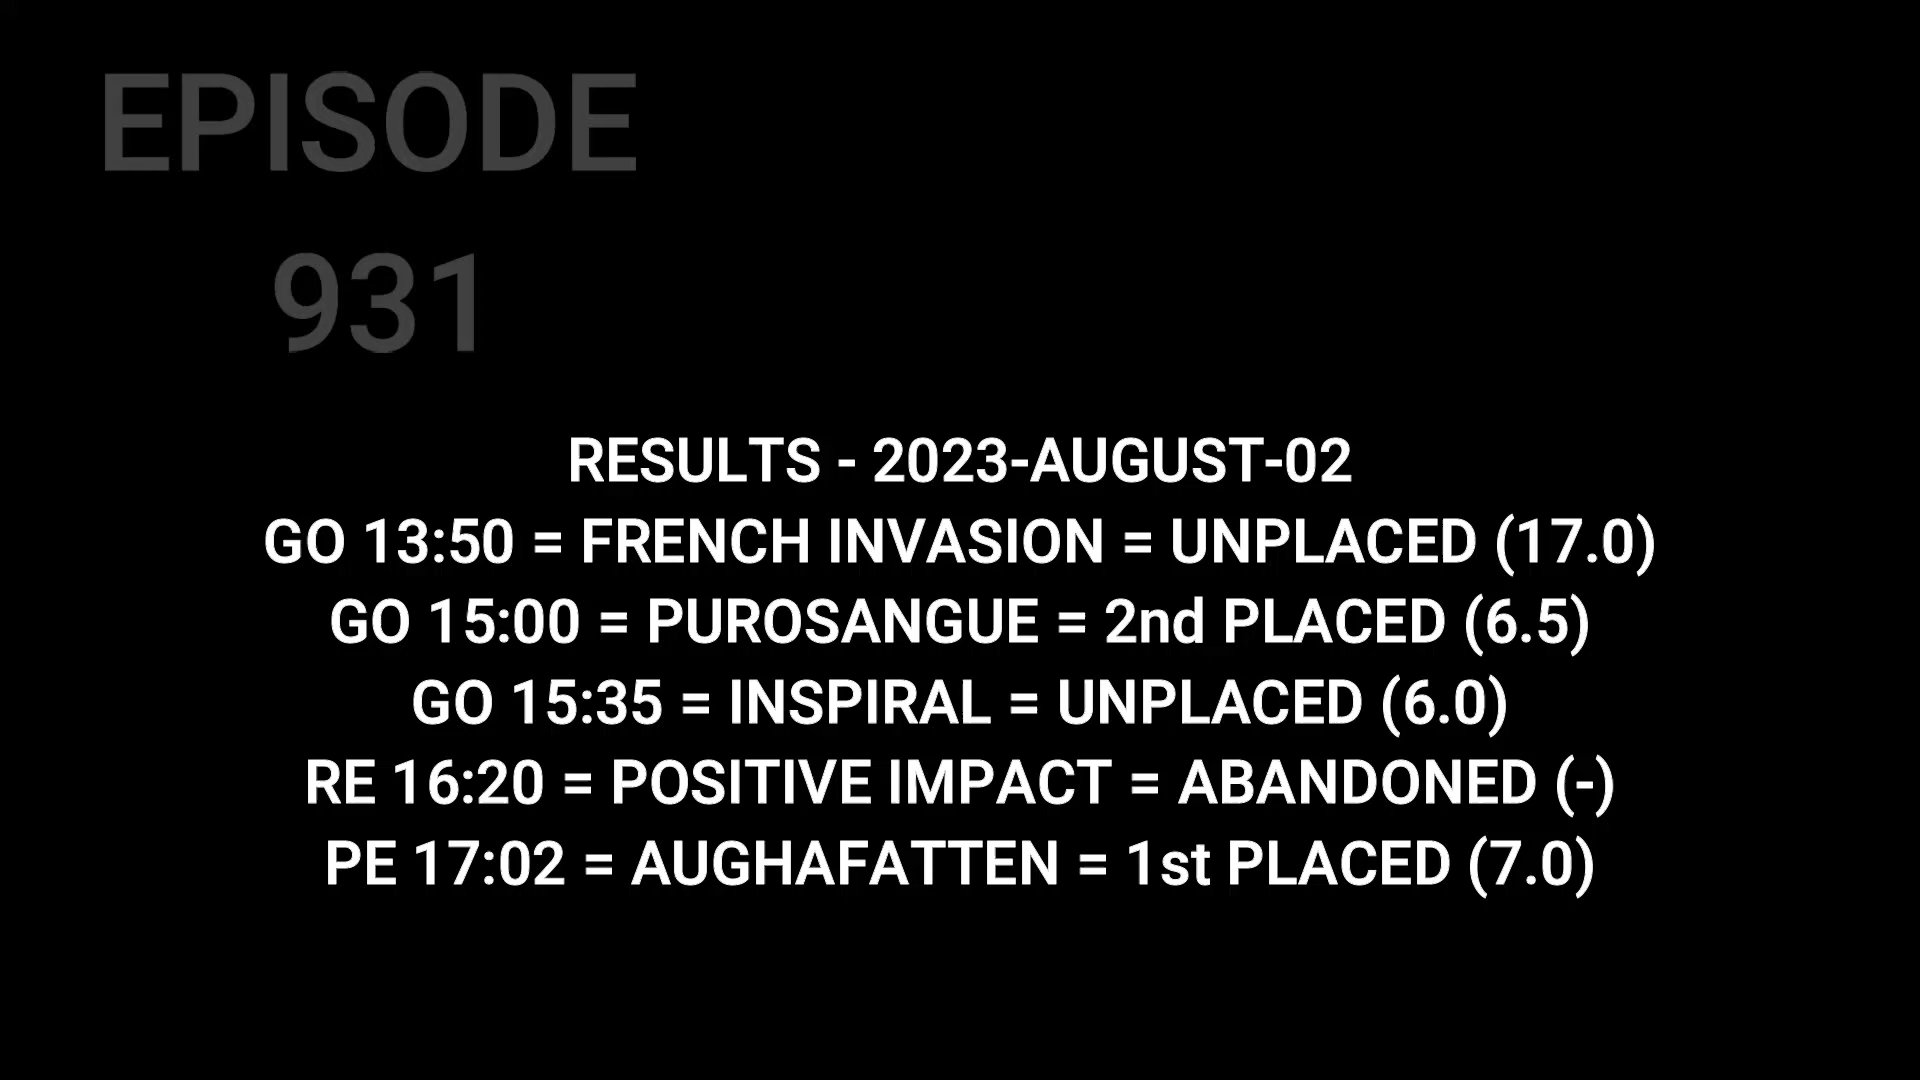 EPISODE
931
RESULTS - 2023-AUGUST-02
GO 13:50 = FRENCH INVASION = UNPLACED (17.0)
GO 15:00 = PUROSANGUE = 2nd PLACED (6.5)
GO 15:35 = INSPIRAL = UNPLACED (6.0)
RE 16:20 = POSITIVE IMPACT = ABANDONED (-)
PE 17:02 = AUGHAFATTEN = 1st PLACED (7.0)